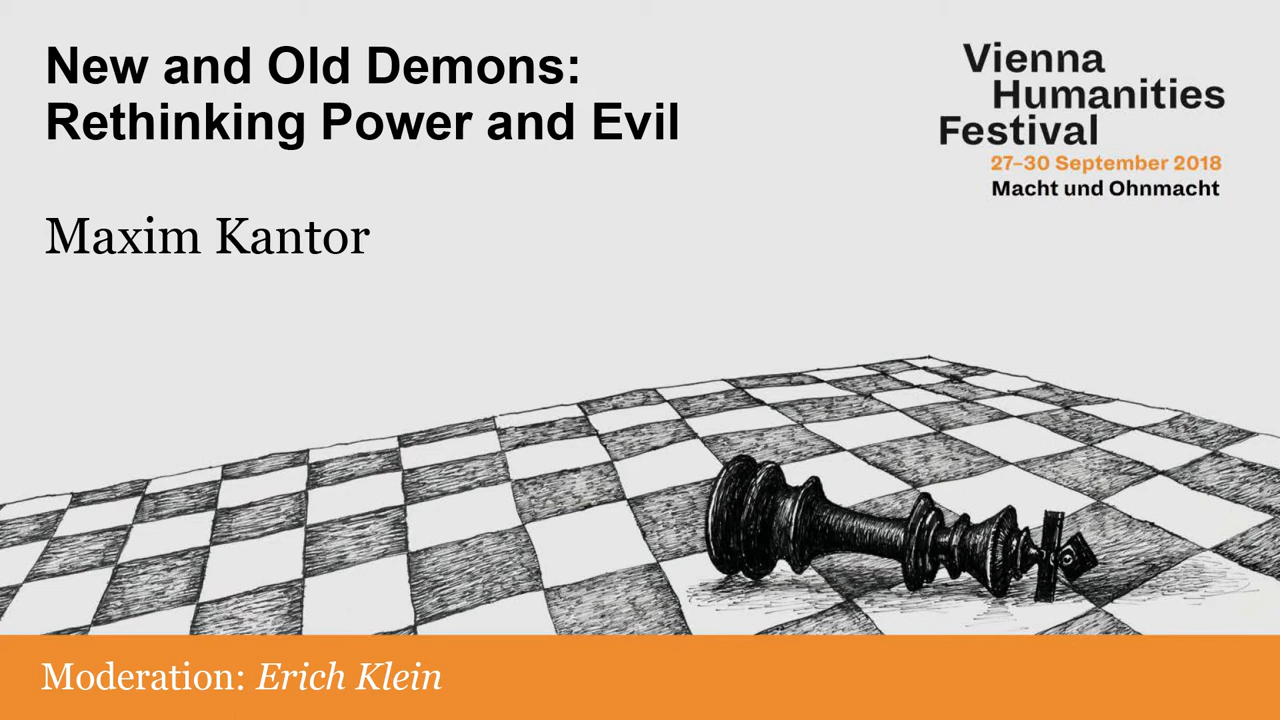 New and Old Demons:
Rethinking Power and Evil
Maxim Kantor
Vienna
Humanities
Festival
27–30 September 2018
Macht und Ohnmacht
Moderation: Erich Klein